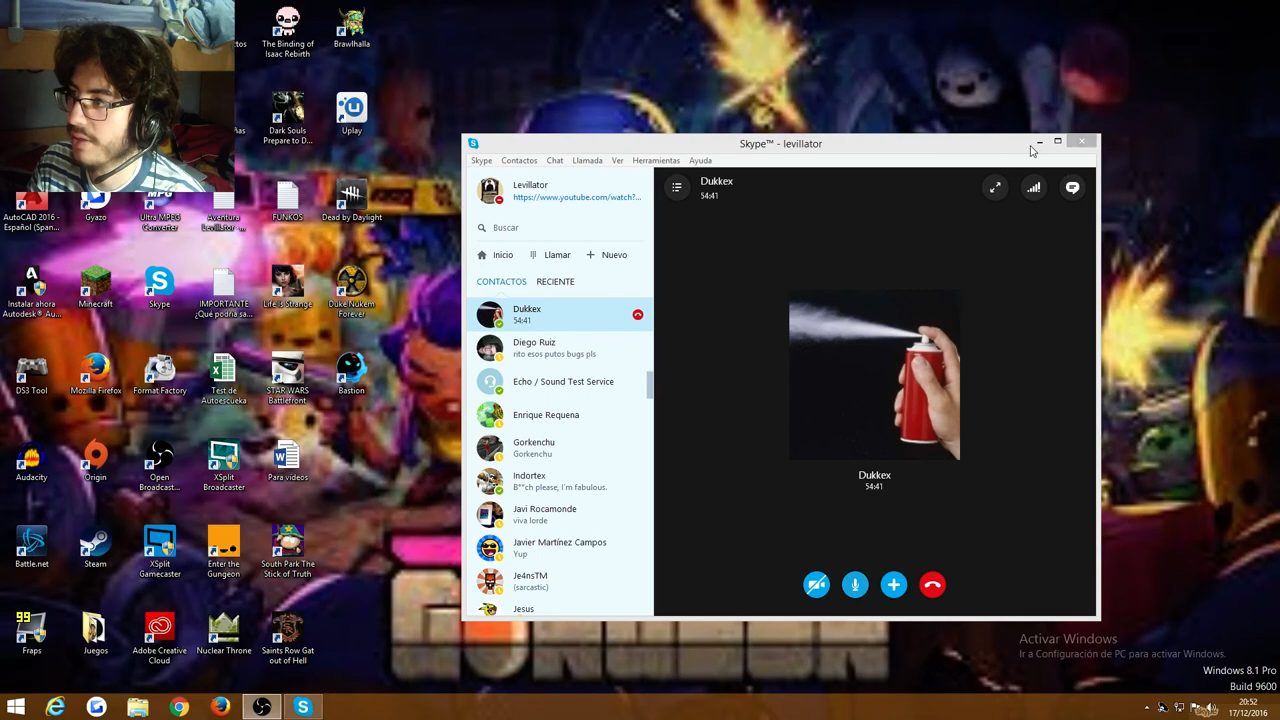 The Binding of
Isaac Rebirth
Brawlhalla
Dark Souls
Prepare to D...
Uplay
AutoCAD 2016 -
Español (Span...
Gyazo
Ultra MPEG
Converter
Aventura
Levillator -...
FUNKOS
Dead by Daylight
Instalar ahora
Autodesk® Au...
Minecraft
Skype
IMPORTANTE
¿Qué podría sa...
Life Is Strange
Duke Nukem
Forever
DS3 Tool
Mozilla Firefox
Format Factory
Test de
Autoescueka
STAR WARS
Battlefront
Bastion
Audacity
Origin
Open
Broadcast...
XSplit
Broadcaster
Para videos
Battle.net
Steam
XSplit
Gamecaster
Enter the
Gungeon
South Park The
Stick of Truth
99
Fraps
Juegos
Adobe Creative
Cloud
Nuclear Throne
Saints Row Gat
out of Hell
Skype™ - levillator
Skype Contactos Chat Llamada Ver Herramientas Ayuda
Levillator
https://www.youtube.com/watch?...
Buscar
Inicio Llamar Nuevo
CONTACTOS RECIENTE
Dukkex
54:41
Diego Ruiz
rito esos putos bugs pls
Echo / Sound Test Service
Enrique Requena
Gorkenchu
Gorkenchu
Indortex
B**ch please, I´m fabulous.
Javi Rocamonde
viva lorde
Javier Martínez Campos
Yup
Je4nsTM
(sarcastic)
Jesus
Dukkex
54:41
Dukkex
54:41
Activar Windows
Ir a Configuración de PC para activar Windows.
Windows 8.1 Pro
Build 9600
20:52
17/12/2016